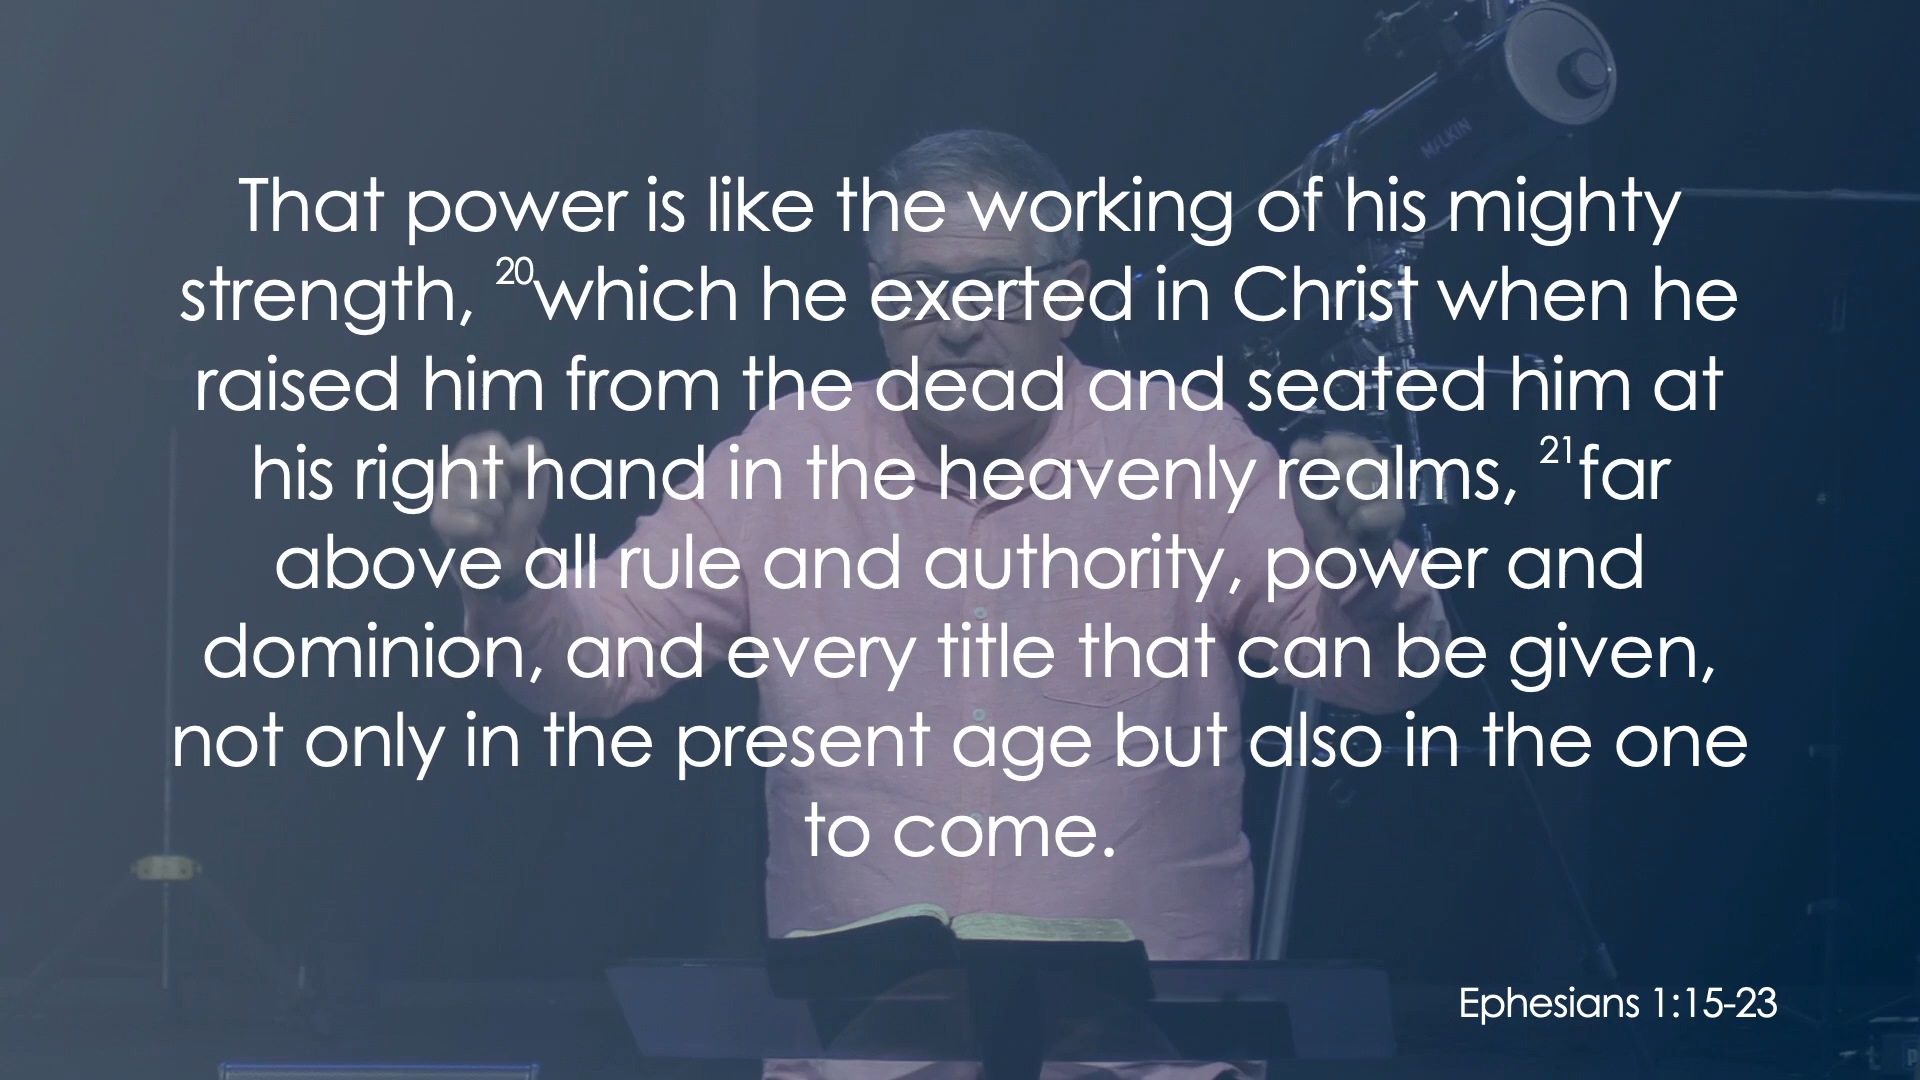 That power is like the working of his mighty
strength, 20which he exerted in Christ when he
raised him from the dead and seated him at
his right hand in the heavenly realms, 21far
above all rule and authority, power and
dominion, and every title that can be given,
not only in the present age but also in the one
to come.
Ephesians 1:15-23